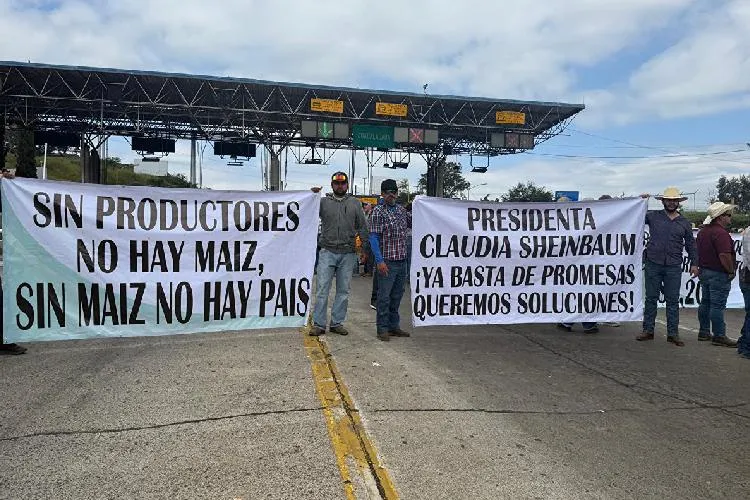 SIN PRODUCTORES
NO HAY MAIZ,
SIN MAIZ NO HAY PAIS
PRESIDENTA
CLAUDIA SHEINBAUM
¡YA BASTA DE PROMESAS
QUEREMOS SOLUCIONES!